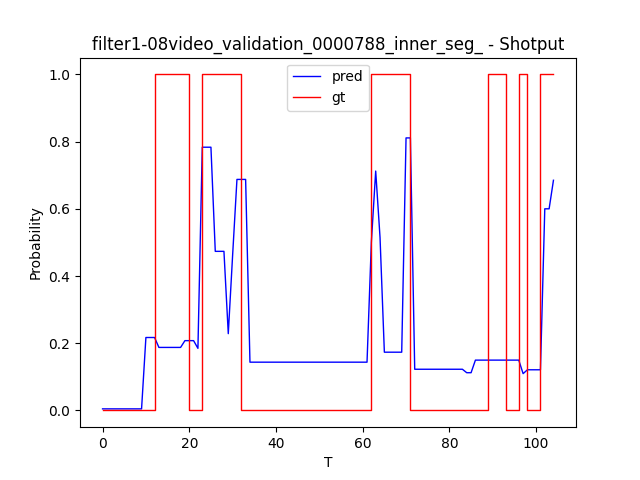 filter1-08video_validation_0000788_inner_seg_ - Shotput
pred
gt
1.0
0.8
0.6
0.4
0.2
0.0
Probability
0 20 40 60 80 100
T